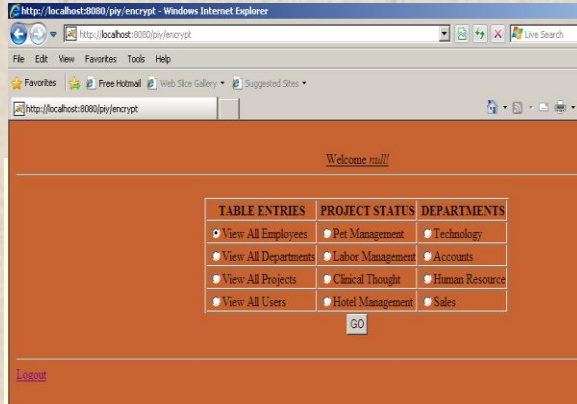 http://localhost:8080/piy/encrypt - Windows Internet Explorer
http://localhost:8080/piy/encrypt
Live Search
File Edit View Favorites Tools Help
Favorites Free Hotmail Web Slice Gallery Suggested Sites
http://localhost:8080/piy/encrypt
Welcome null!
TABLE ENTRIES PROJECT STATUS DEPARTMENTS
View All Employees Pet Management Technology
View All Departments Labor Management Accounts
View All Projects Clinical Thought Human Resource
View All Users Hotel Management Sales
GO
Logout